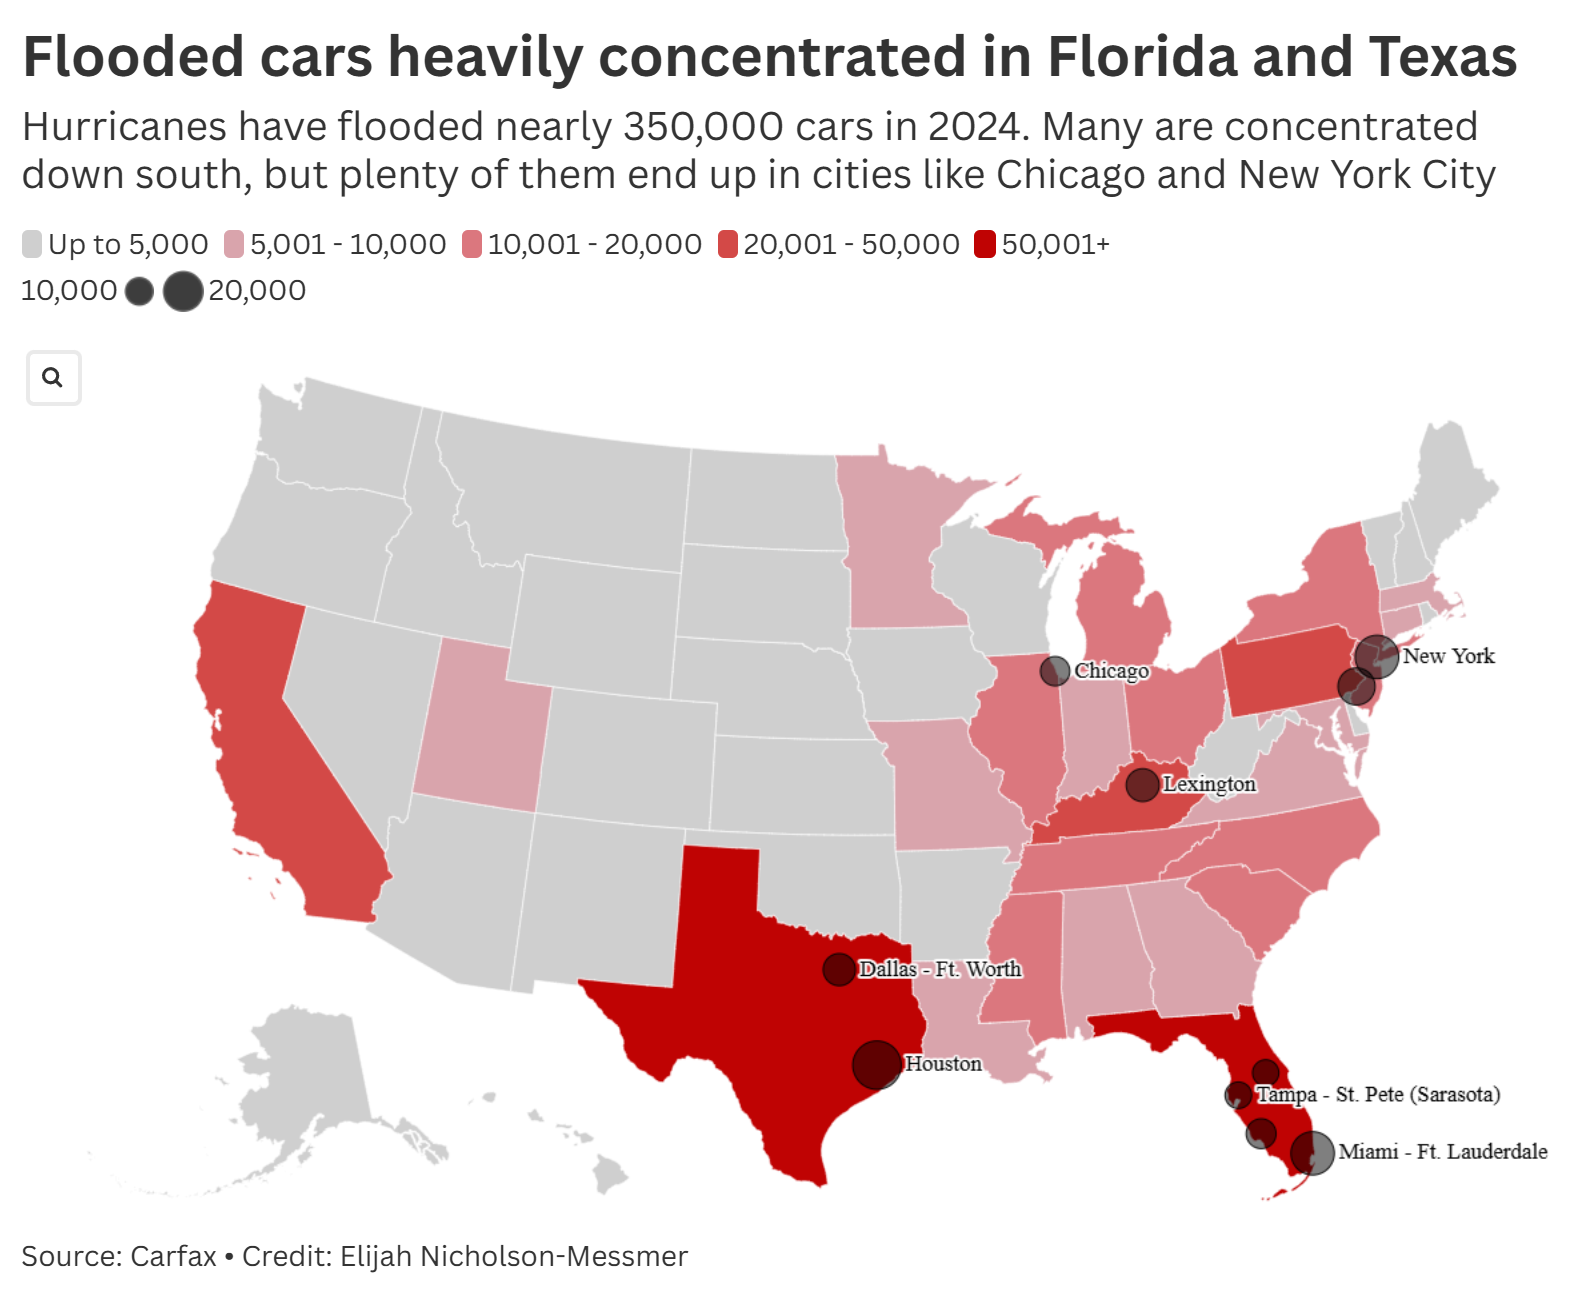 Flooded cars heavily concentrated in Florida and Texas
Hurricanes have flooded nearly 350,000 cars in 2024. Many are concentrated
down south, but plenty of them end up in cities like Chicago and New York City
Up to 5,000 5,001 - 10,000 10,001 - 20,000 20,001 - 50,000 50,001+
10,000 20,000
New York
Chicago
Lexington
Dallas - Ft. Worth
Houston
Tampa - St. Pete (Sarasota)
Miami - Ft. Lauderdale
Source: Carfax • Credit: Elijah Nicholson-Messmer